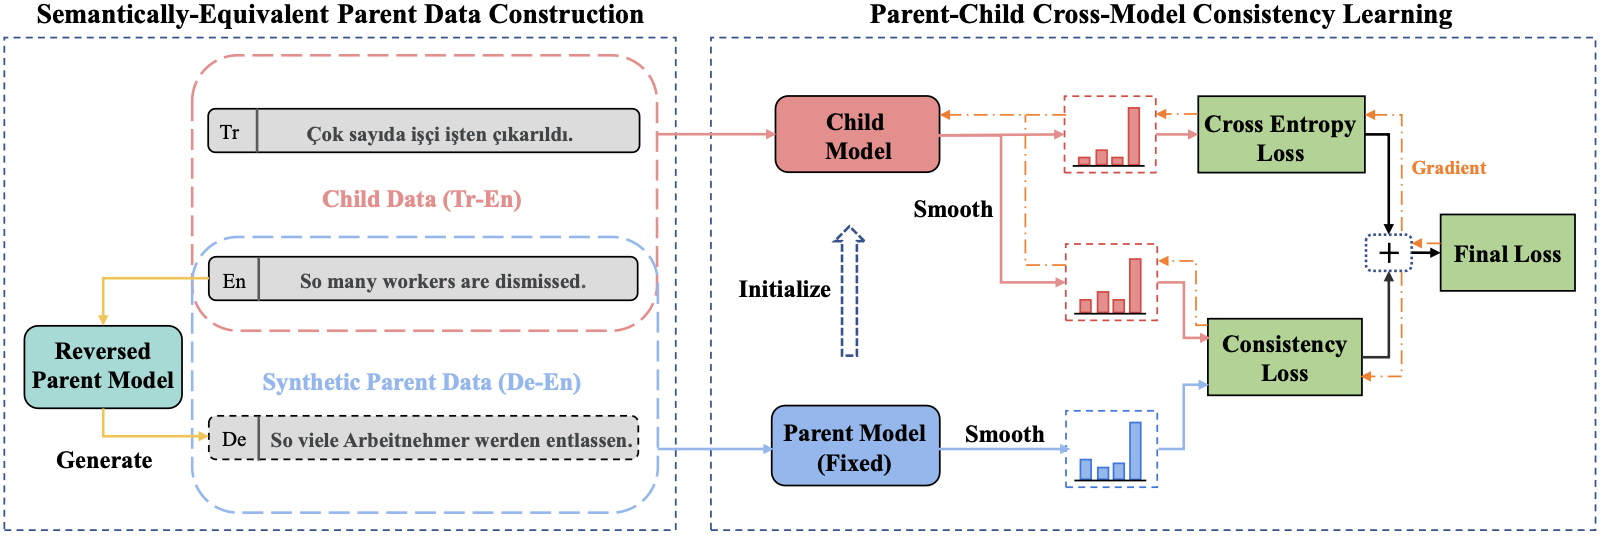 Semantically-Equivalent Parent Data Construction
Tr
Çok sayıda işçi işten çıkarıldı.
Child Data (Tr-En)
En
So many workers are dismissed.
Reversed
Parent Model
Synthetic Parent Data (De-En)
De
So viele Arbeitnehmer werden entlassen.
Generate
Parent-Child Cross-Model Consistency Learning
Child
Model
Cross Entropy
Loss
Gradient
Smooth
Initialize
+
Final Loss
Consistency
Loss
Parent Model
(Fixed)
Smooth